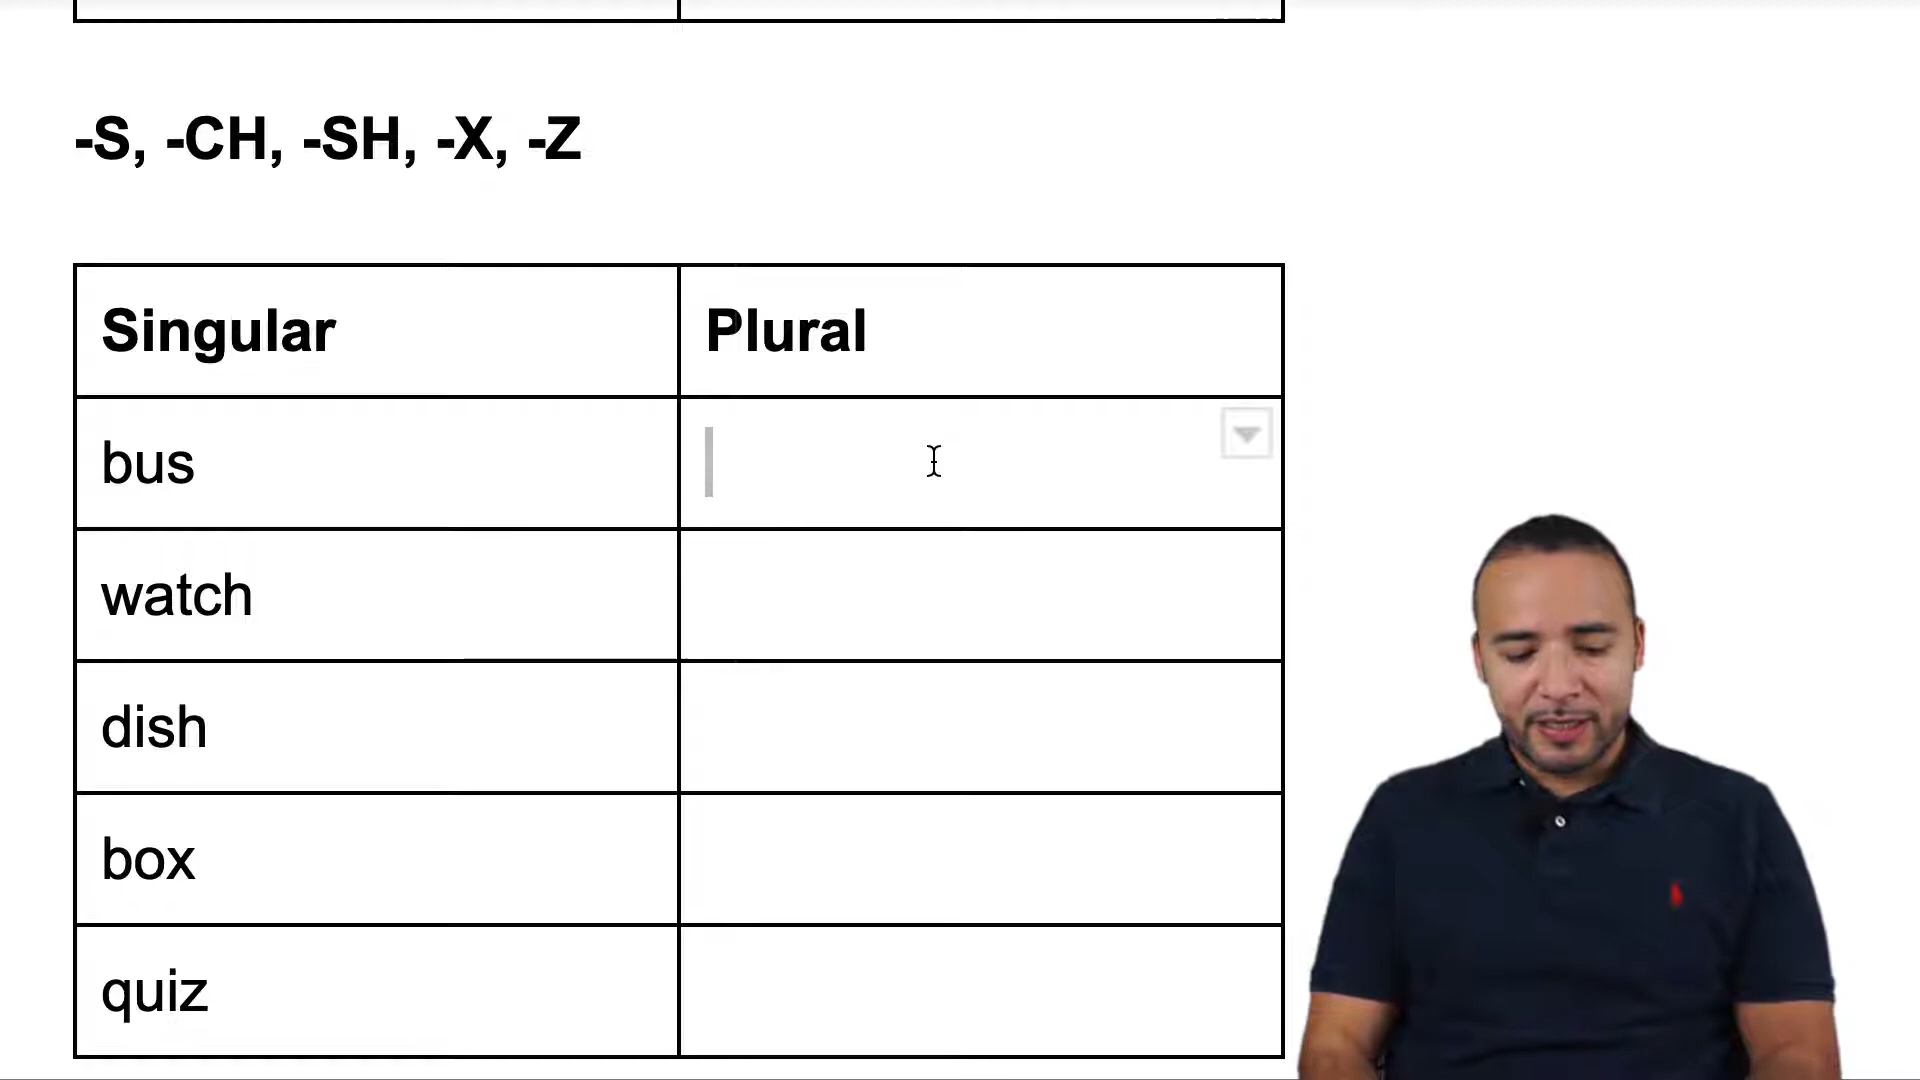 -S, -CH, -SH, -X, -Z
Singular Plural
bus
watch
dish
box
quiz